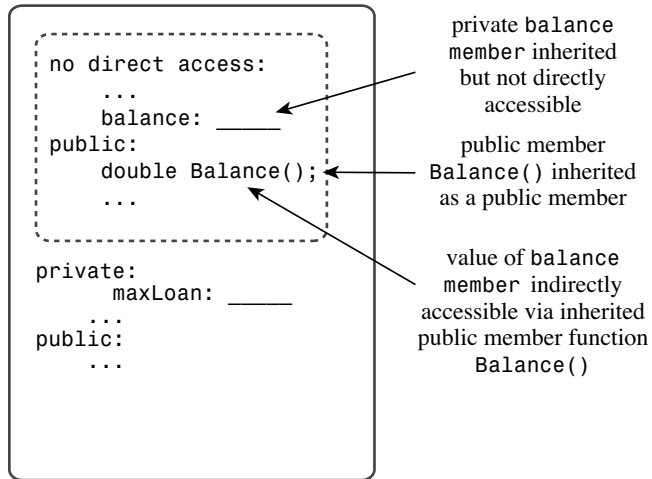 no direct access:
...
balance: _____
public:
double Balance();
...
private:
maxLoan: _____
...
public:
...
private balance
member inherited
but not directly
accessible
public member
Balance() inherited
as a public member
value of balance
member indirectly
accessible via inherited
public member function
Balance()